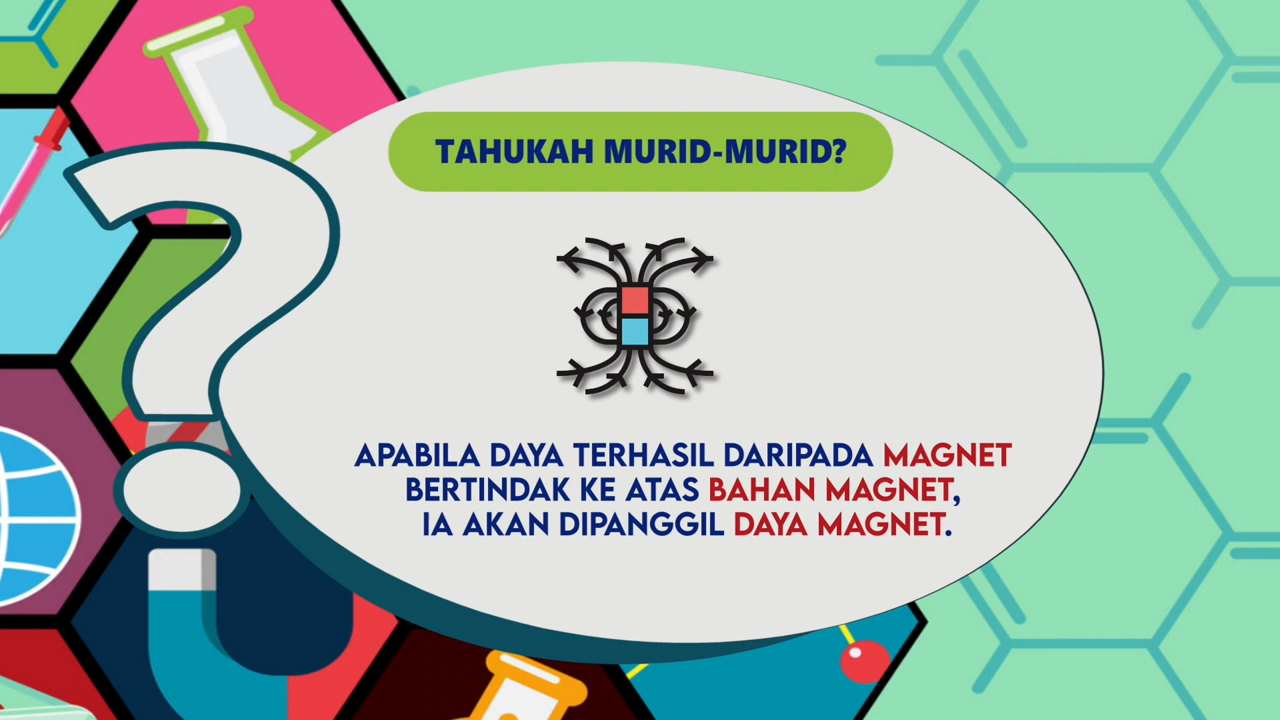 TAHUKAH MURID-MURID?
APABILA DAYA TERHASIL DARIPADA MAGNET
BERTINDAK KE ATAS BAHAN MAGNET,
IA AKAN DIPANGGIL DAYA MAGNET.